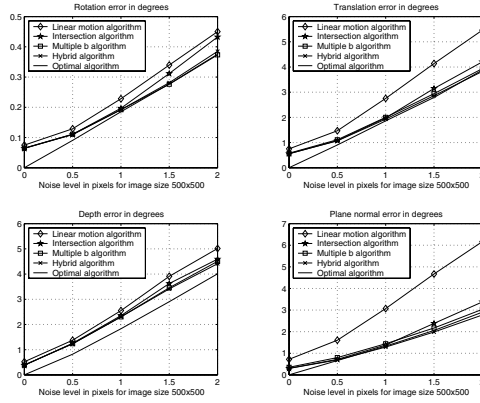 Rotation error in degrees
0.5
0.4
0.3
0.2
0.1
0
0 0.5 1 1.5 2
Linear motion algorithm
Intersection algorithm
Multiple b algorithm
Hybrid algorithm
Optimal algorithm
Noise level in pixels for image size 500x500
Translation error in degrees
6
5
4
3
2
1
0
0 0.5 1 1.5 2
Linear motion algorithm
Intersection algorithm
Multiple b algorithm
Hybrid algorithm
Optimal algorithm
Noise level in pixels for image size 500x500
Depth error in degrees
6
5
4
3
2
1
0
0 0.5 1 1.5 2
Linear motion algorithm
Intersection algorithm
Multiple b algorithm
Hybrid algorithm
Optimal algorithm
Noise level in pixels for image size 500x500
Plane normal error in degrees
7
6
5
4
3
2
1
0
0 0.5 1 1.5 2
Linear motion algorithm
Intersection algorithm
Multiple b algorithm
Hybrid algorithm
Optimal algorithm
Noise level in pixels for image size 500x500